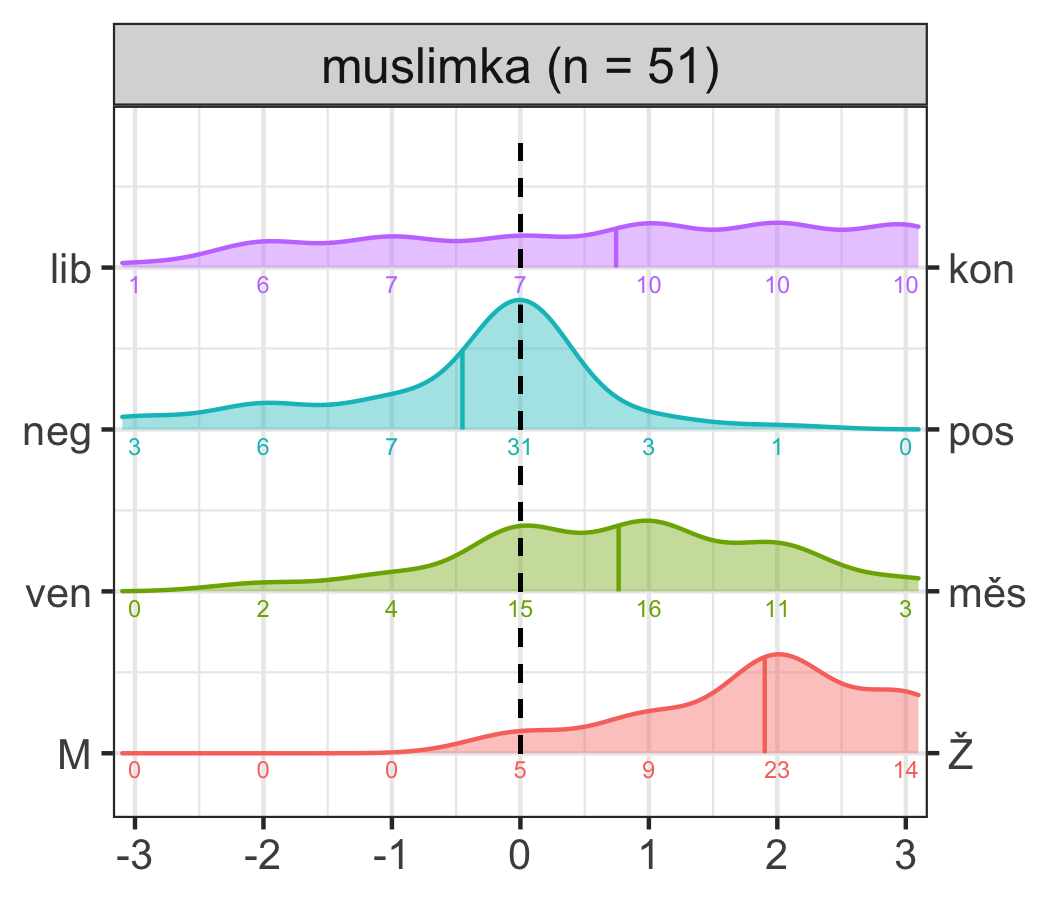 muslimka (n = 51)
lib kon
1 6 7 7 10 10 10
neg pos
3 6 7 31 3 1 0
ven měs
0 2 4 15 16 11 3
M Ž
0 0 0 5 9 23 14
-3 -2 -1 0 1 2 3